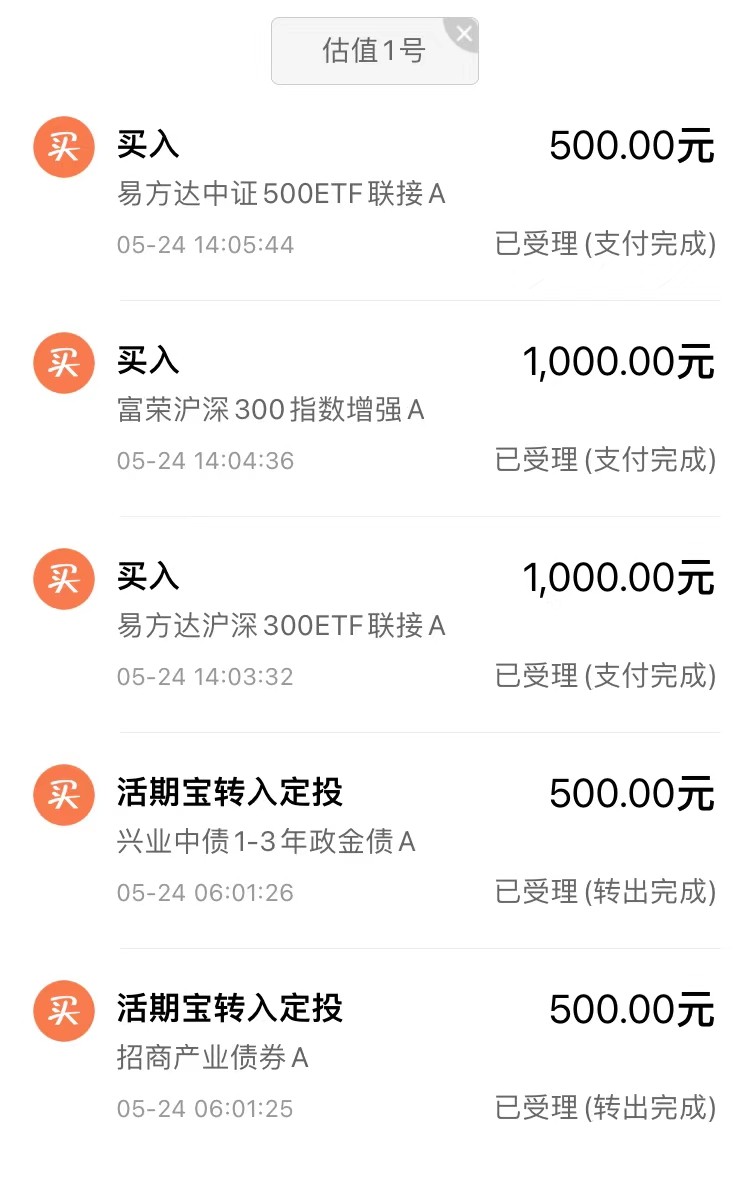 估值1号
买 买入 500.00元
易方达中证500ETF联接A
05-24 14:05:44 已受理(支付完成)
买 买入 1,000.00元
富荣沪深300指数增强A
05-24 14:04:36 已受理(支付完成)
买 买入 1,000.00元
易方达沪深300ETF联接A
05-24 14:03:32 已受理(支付完成)
买 活期宝转入定投 500.00元
兴业中债1-3年政金债A
05-24 06:01:26 已受理(转出完成)
买 活期宝转入定投 500.00元
招商产业债券A
05-24 06:01:25 已受理(转出完成)